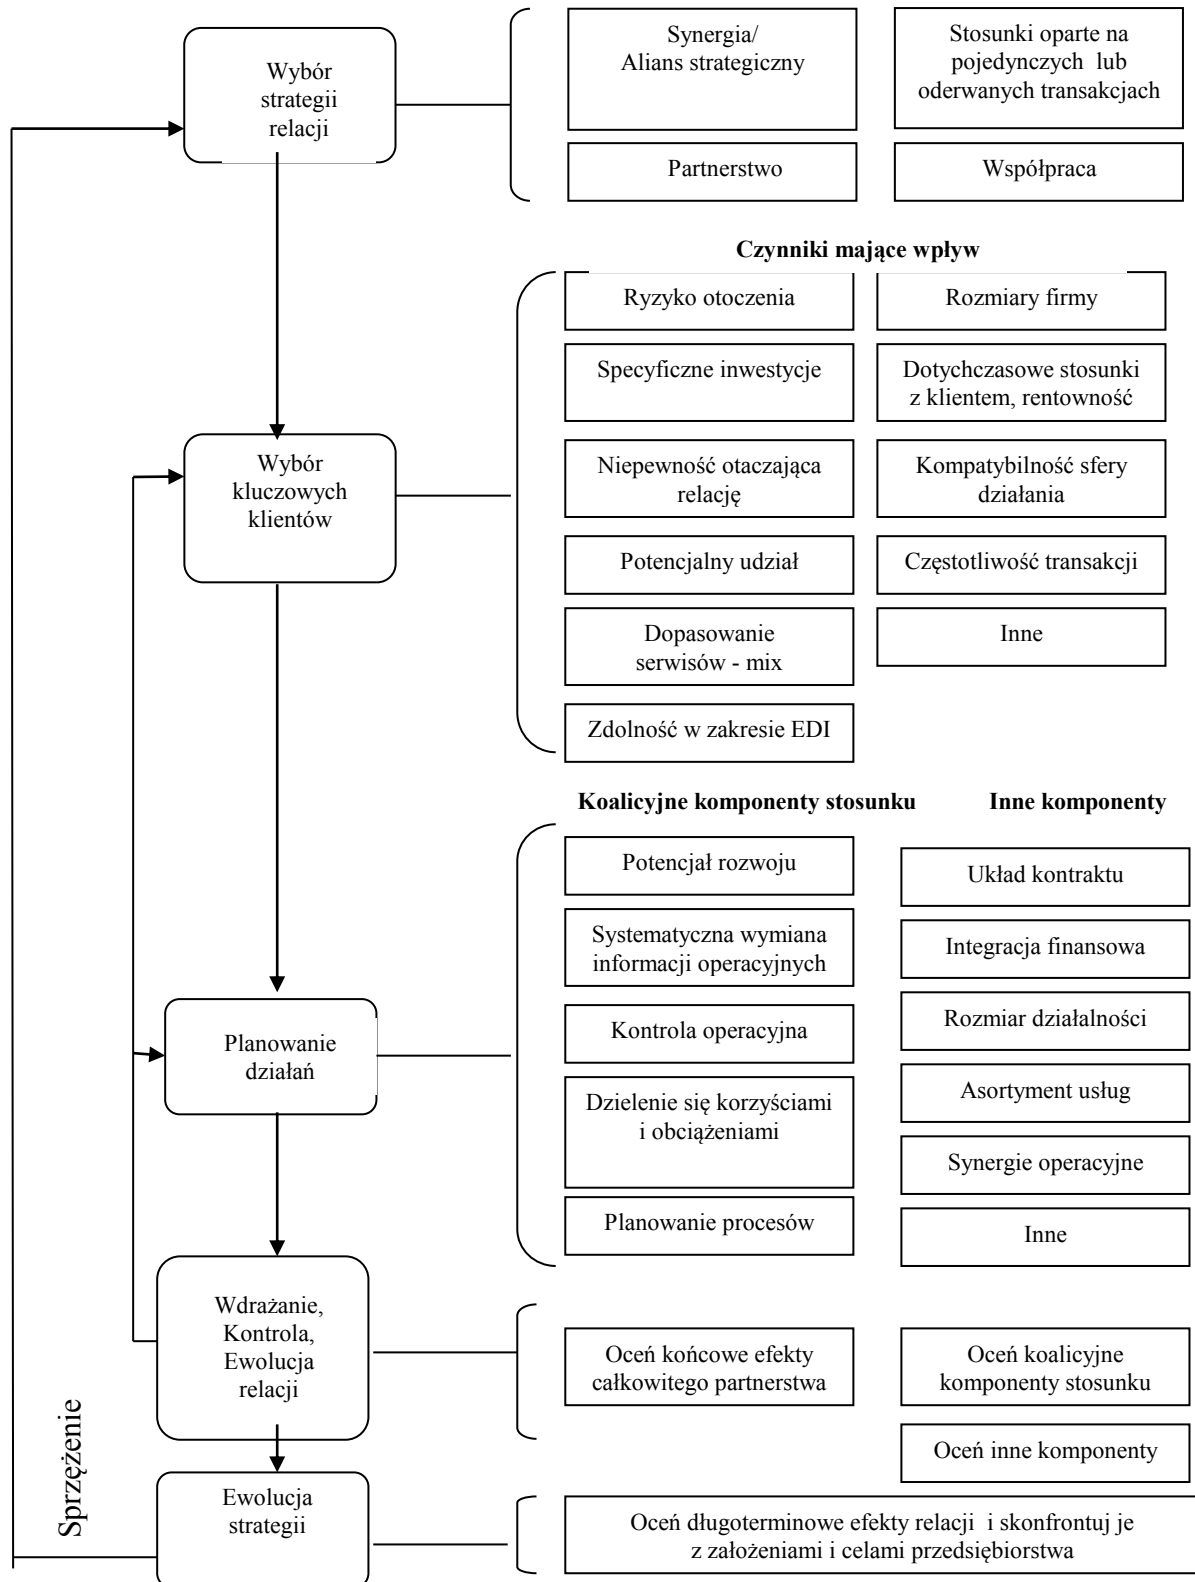 Wybór
strategii
relacji
Synergia/
Alians strategiczny
Stosunki oparte na
pojedynczych lub
oderwanych transakcjach
Partnerstwo
Współpraca
Czynniki mające wpływ
Wybór
kluczowych
klientów
Ryzyko otoczenia
Rozmiary firmy
Specyficzne inwestycje
Dotychczasowe stosunki
z klientem, rentowność
Niepewność otaczająca
relację
Kompatybilność sfery
działania
Potencjalny udział
Częstotliwość transakcji
Dopasowanie
serwisów - mix
Inne
Zdolność w zakresie EDI
Koalicyjne komponenty stosunku
Inne komponenty
Planowanie
działań
Potencjał rozwoju
Układ kontraktu
Systematyczna wymiana
informacji operacyjnych
Integracja finansowa
Kontrola operacyjna
Rozmiar działalności
Dzielenie się korzyściami
i obciążeniami
Asortyment usług
Synergie operacyjne
Planowanie procesów
Inne
Wdrażanie,
Kontrola,
Ewolucja
relacji
Oceń końcowe efekty
całkowitego partnerstwa
Oceń koalicyjne
komponenty stosunku
Oceń inne komponenty
Sprzężenie
Ewolucja
strategii
Oceń długoterminowe efekty relacji i skonfrontuj je
z założeniami i celami przedsiębiorstwa